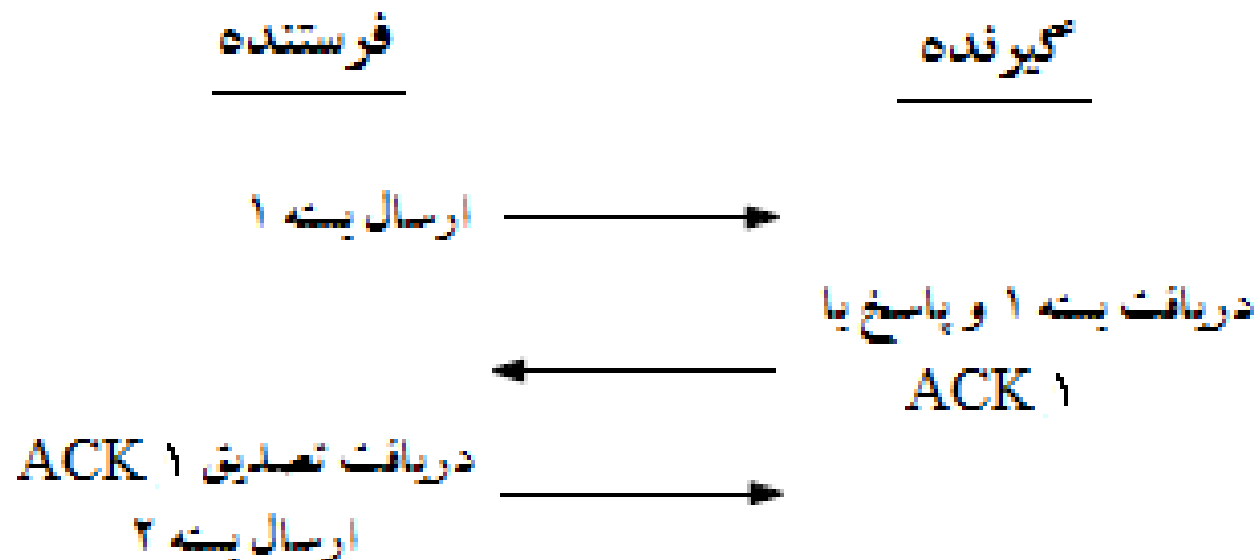 فرستنده
گیرنده
ارسال بسته ۱
دریافت بسته ۱ و پاسخ با
ACK ۱
دریافت تصدیق ACK ۱
ارسال بسته ۲